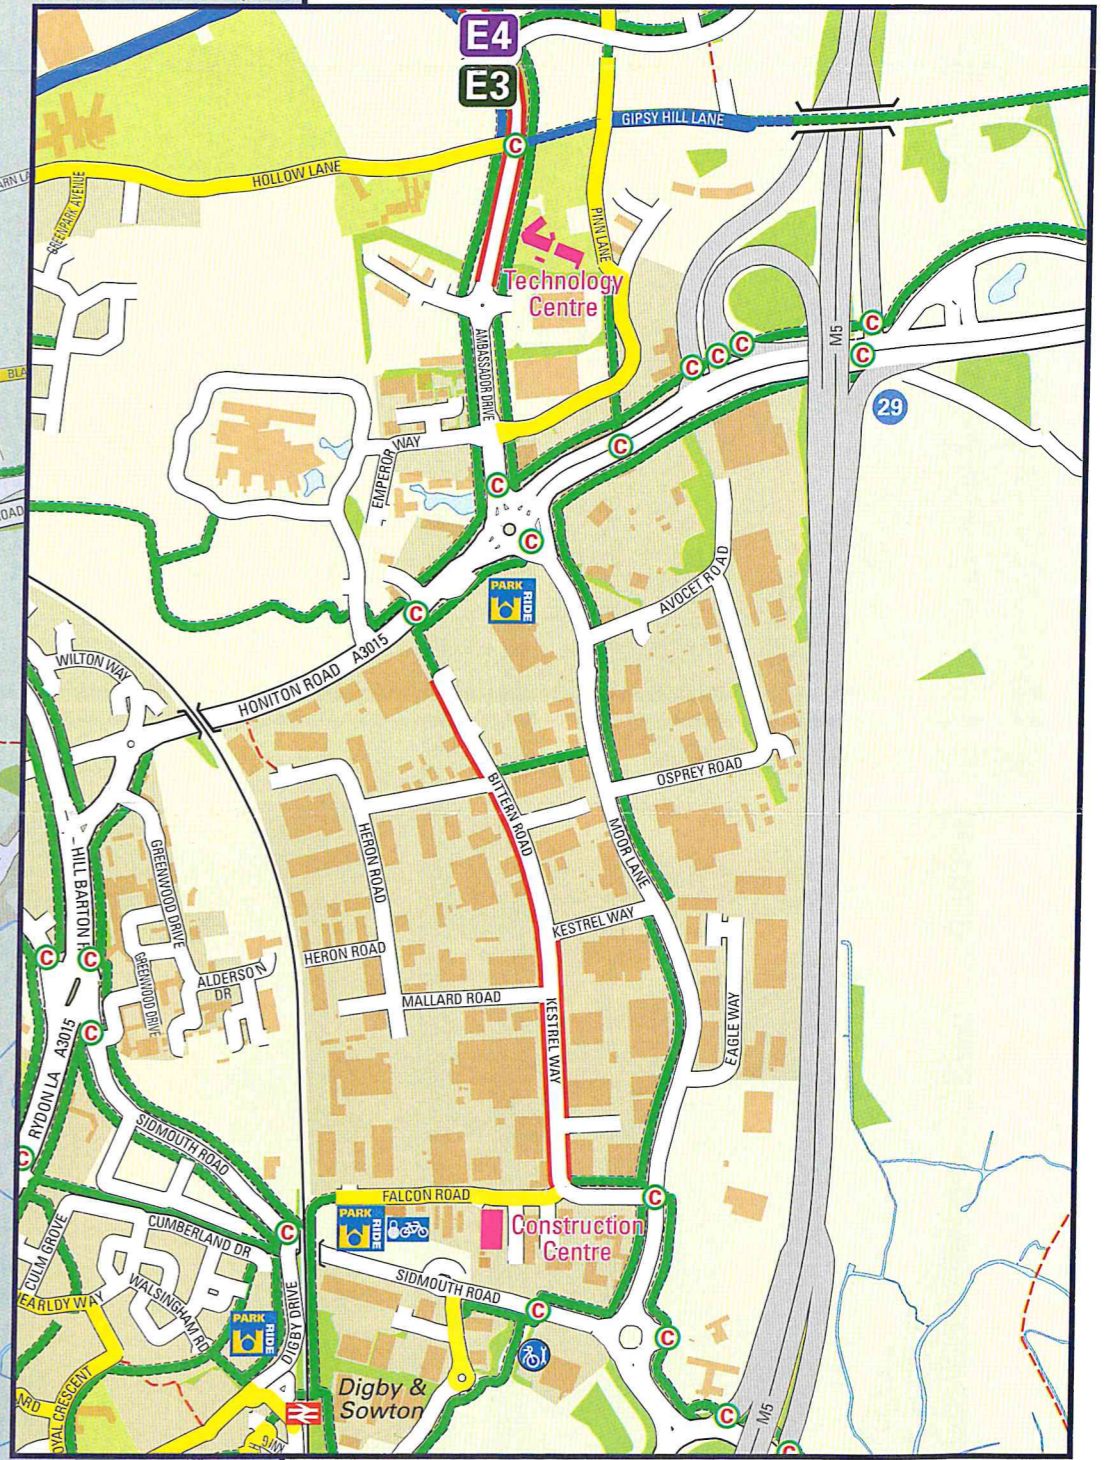 E4
E3
GIPSY HILL LANE
HOLLOW LANE
GREENPARK AVENUE
PINN LANE
Technology
Centre
M5
AMBASSADOR DRIVE
29
EMPEROR WAY
C
C
C
C
C
C
C
C
C
C
PARK
RIDE
AVOCET ROAD
HONITON ROAD A3015
WILTON WAY
OSPREY ROAD
BITTERN ROAD
MOOR LANE
HERON ROAD
HILL BARTON R
GREENWOOD DRIVE
KESTREL WAY
HERON ROAD
GREENWOOD DRIVE
ALDERSON
DR
MALLARD ROAD
KESTREL WAY
EAGLE WAY
C
C
C
RYDON LA A3015
C
SIDMOUTH ROAD
FALCON ROAD
C
PARK
RIDE
Construction
Centre
CULM GROVE
CUMBERLAND DR
C
WALSINGHAM RD
SIDMOUTH ROAD
C
C
PARK
RIDE
DIGBY DRIVE
Digby &
Sowton
M5
C
C